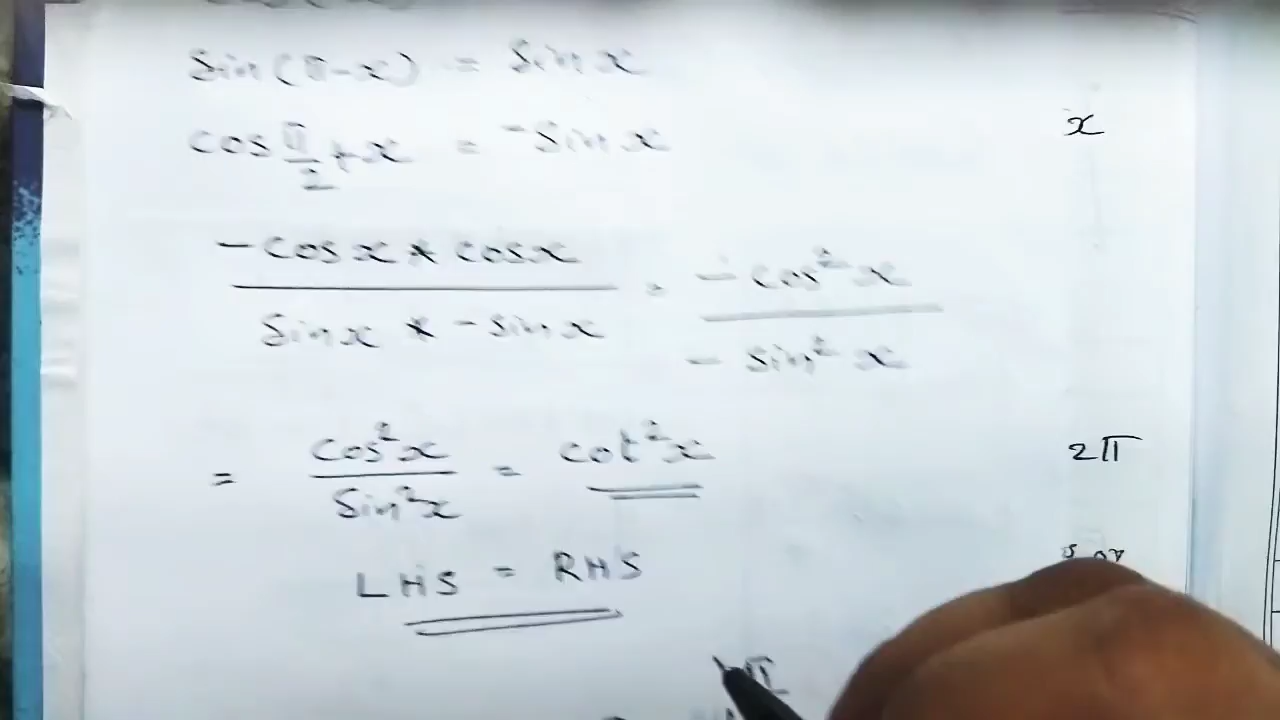 Sin(π-x) = Sin x
x
cos π/2 + x = -Sin x
-cos x * cos x / Sin x * -sin x = -cos²x / -sin²x
= cos²x / Sin²x = cot²x
2π
LHS = RHS
π